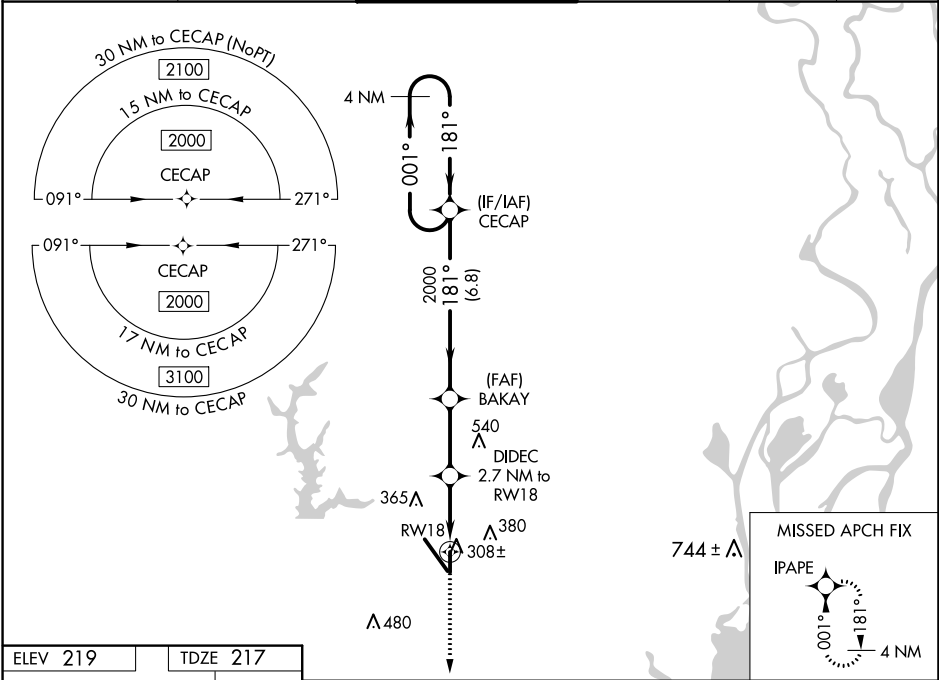 30 NM to CECAP (NoPT)
2100
15 NM to CECAP
2000
CECAP
091°
271°
091°
271°
CECAP
2000
17 NM to CECAP
3100
30 NM to CECAP
4 NM
001°
181°
(IF/IAF)
CECAP
2000
181°
(6.8)
(FAF)
BAKAY
540
DIDEC
2.7 NM to
RW18
365
RW18
380
308±
744±
480
MISSED APCH FIX
IPAPE
001°
181°
4 NM
ELEV 219
TDZE 217